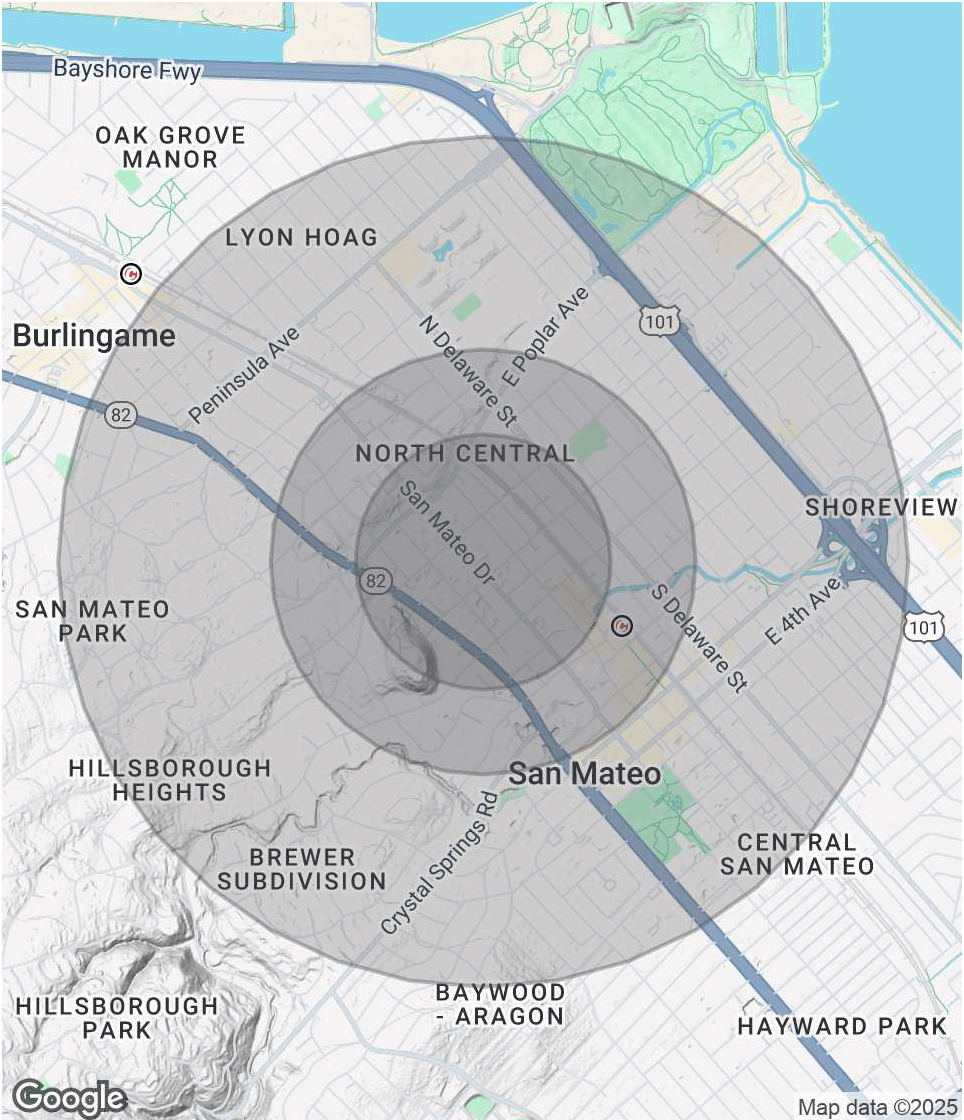 Bayshore Fwy
OAK GROVE
MANOR
LYON HOAG
Burlingame
Peninsula Ave
N Delaware St
E Poplar Ave
101
82
NORTH CENTRAL
San Mateo Dr
SHOREVIEW
82
SAN MATEO
PARK
S Delaware St
E 4th Ave
101
HILLSBOROUGH
HEIGHTS
San Mateo
Crystal Springs Rd
BREWER
SUBDIVISION
CENTRAL
SAN MATEO
HILLSBOROUGH
PARK
BAYWOOD
- ARAGON
HAYWARD PARK
Google
Map data ©2025